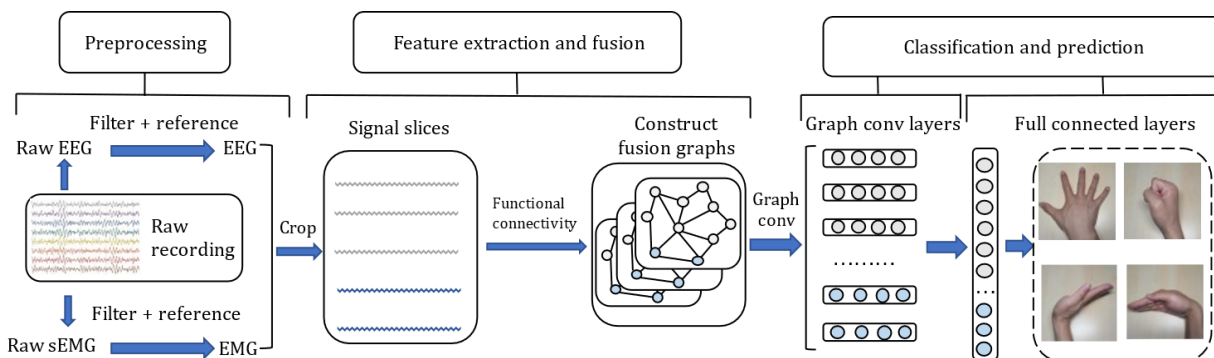 Preprocessing
Feature extraction and fusion
Classification and prediction
Filter + reference
Raw EEG
EEG
Raw
recording
Filter + reference
Raw sEMG
EMG
Crop
Signal slices
Functional
connectivity
Construct
fusion graphs
Graph
conv
Graph conv layers
………
Full connected layers
...